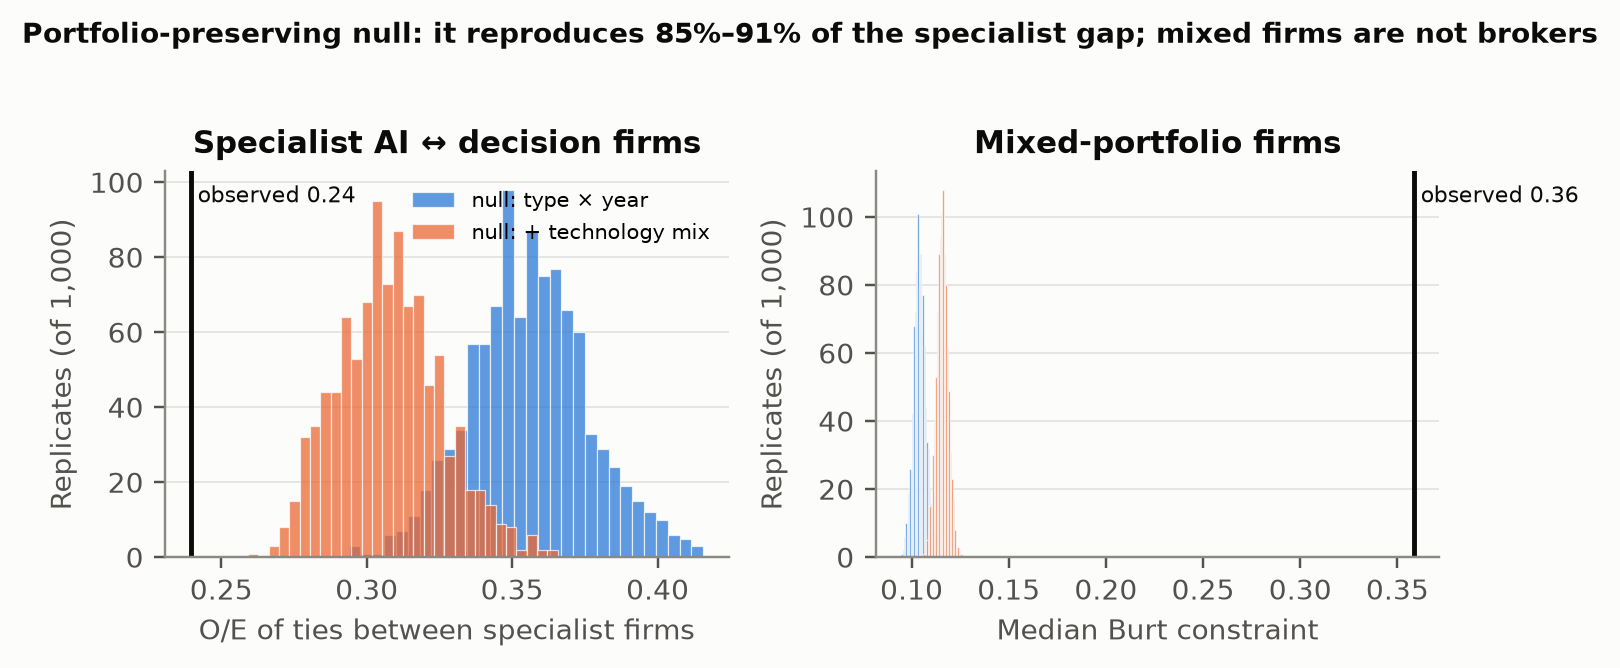 Portfolio-preserving null: it reproduces 85%–91% of the specialist gap; mixed firms are not brokers
Specialist AI ↔ decision firms
observed 0.24
null: type × year
null: + technology mix
Replicates (of 1,000)
100
80
60
40
20
0
0.25 0.30 0.35 0.40
O/E of ties between specialist firms
Mixed-portfolio firms
observed 0.36
Replicates (of 1,000)
100
80
60
40
20
0
0.10 0.15 0.20 0.25 0.30 0.35
Median Burt constraint